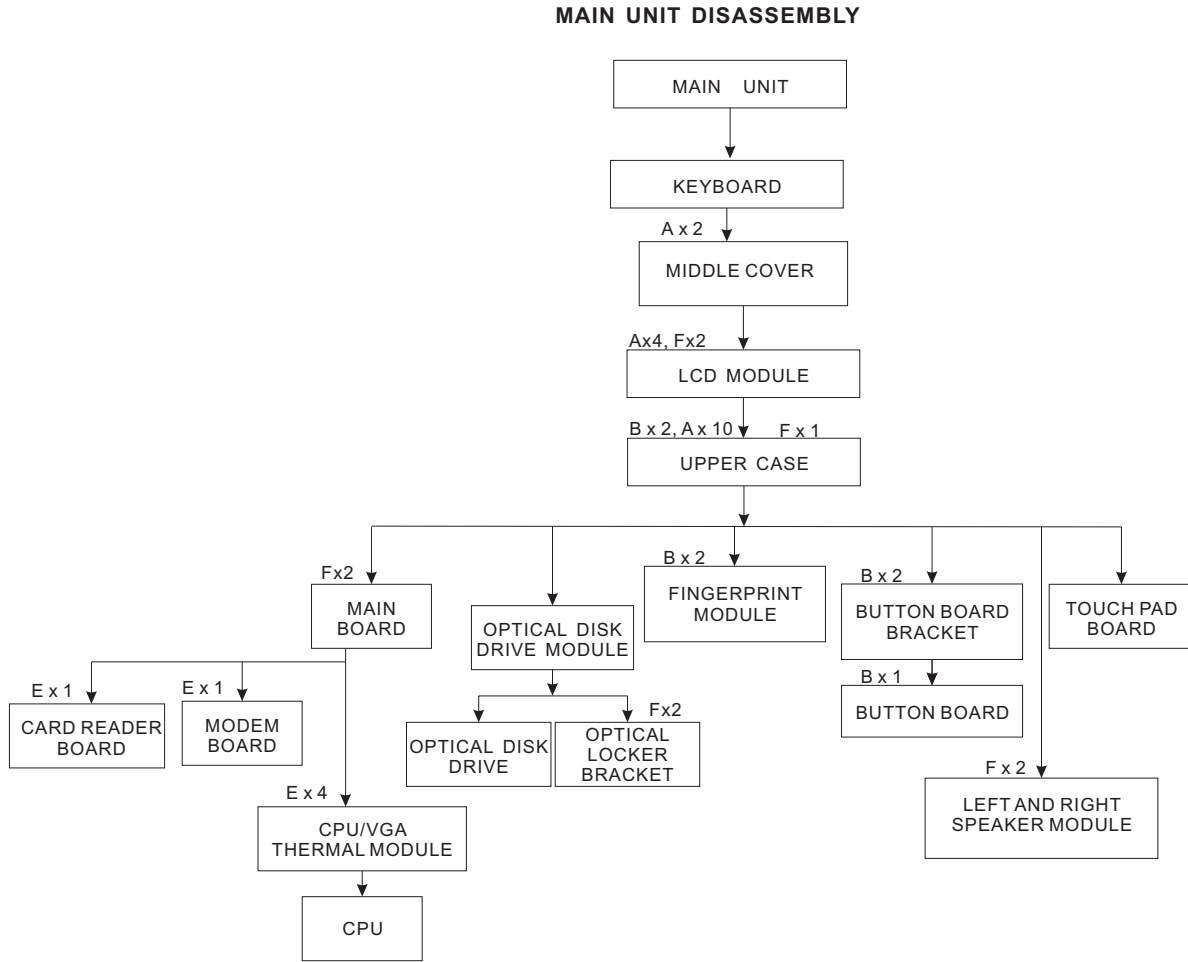 MAIN UNIT DISASSEMBLY
MAIN UNIT
KEYBOARD
A x 2
MIDDLE COVER
Ax4, Fx2
LCD MODULE
B x 2, A x 10 F x 1
UPPER CASE
Fx2
MAIN
BOARD
OPTICAL DISK
DRIVE MODULE
B x 2
FINGERPRINT
MODULE
B x 2
BUTTON BOARD
BRACKET
TOUCH PAD
BOARD
E x 1
CARD READER
BOARD
E x 1
MODEM
BOARD
OPTICAL DISK
DRIVE
Fx2
OPTICAL
LOCKER
BRACKET
B x 1
BUTTON BOARD
F x 2
LEFT AND RIGHT
SPEAKER MODULE
E x 4
CPU/VGA
THERMAL MODULE
CPU